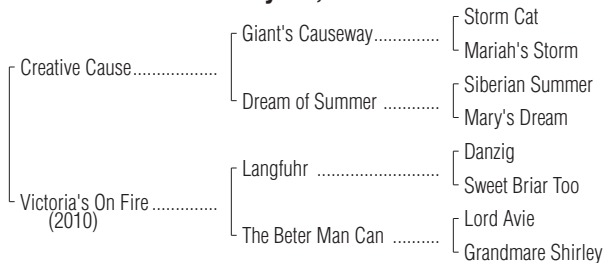 Storm Cat
Giant's Causeway..............
Mariah's Storm
Creative Cause..................
Siberian Summer
Dream of Summer ............
Mary's Dream
Danzig
Langfuhr ........................
Sweet Briar Too
Victoria's On Fire ..............
(2010)
Lord Avie
The Beter Man Can ..........
Grandmare Shirley